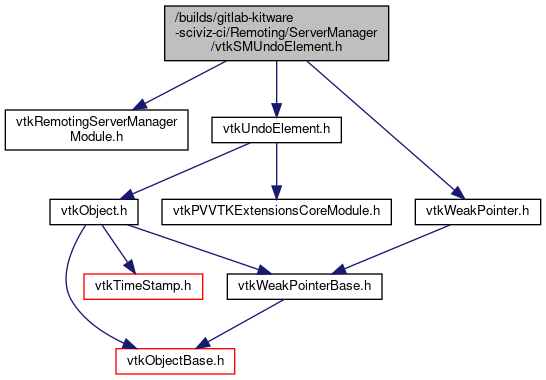 /builds/gitlab-kitware
-sciviz-ci/Remoting/ServerManager
/vtkSMUndoElement.h
vtkRemotingServerManager
Module.h
vtkUndoElement.h
vtkObject.h
vtkPVVTKExtensionsCoreModule.h
vtkWeakPointer.h
vtkTimeStamp.h
vtkWeakPointerBase.h
vtkObjectBase.h